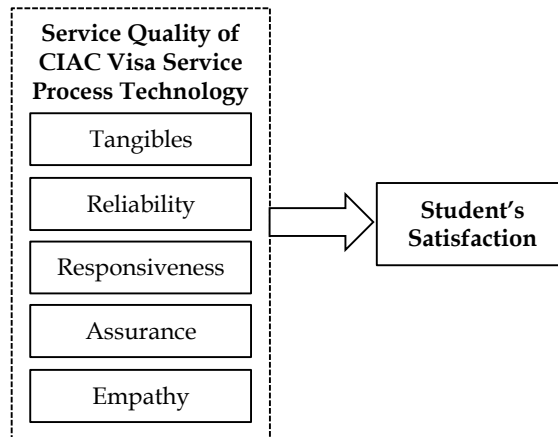 Service Quality of
CIAC Visa Service
Process Technology
Tangibles
Reliability
Responsiveness
Assurance
Empathy
Student’s
Satisfaction